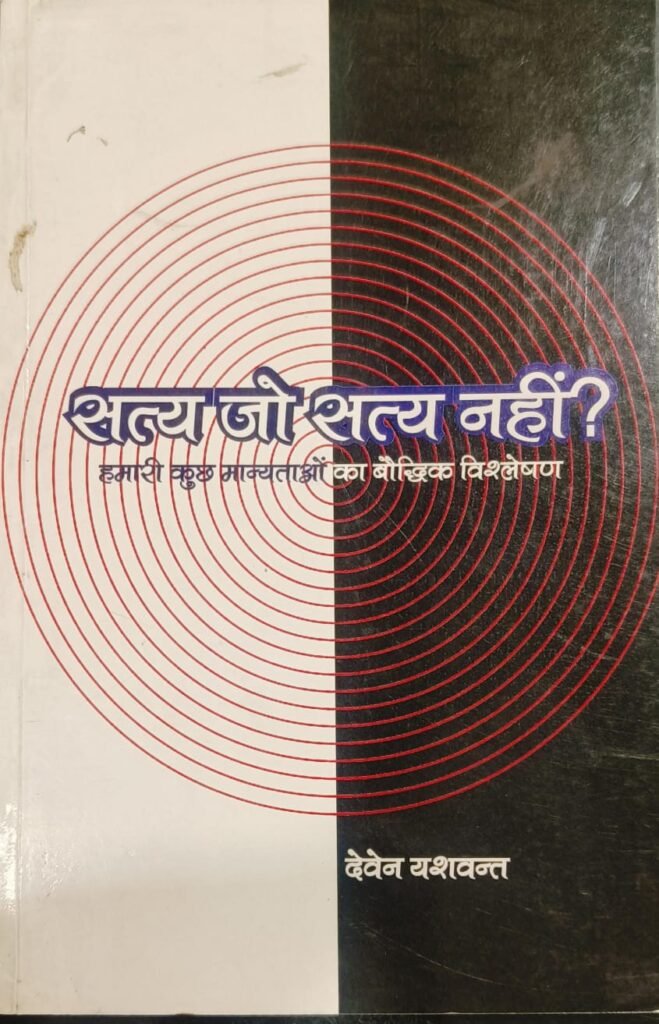 सत्य जो सत्य नहीं?
हमारी कुछ मान्यताओं का बौद्धिक विश्लेषण
देवेन यशवन्त